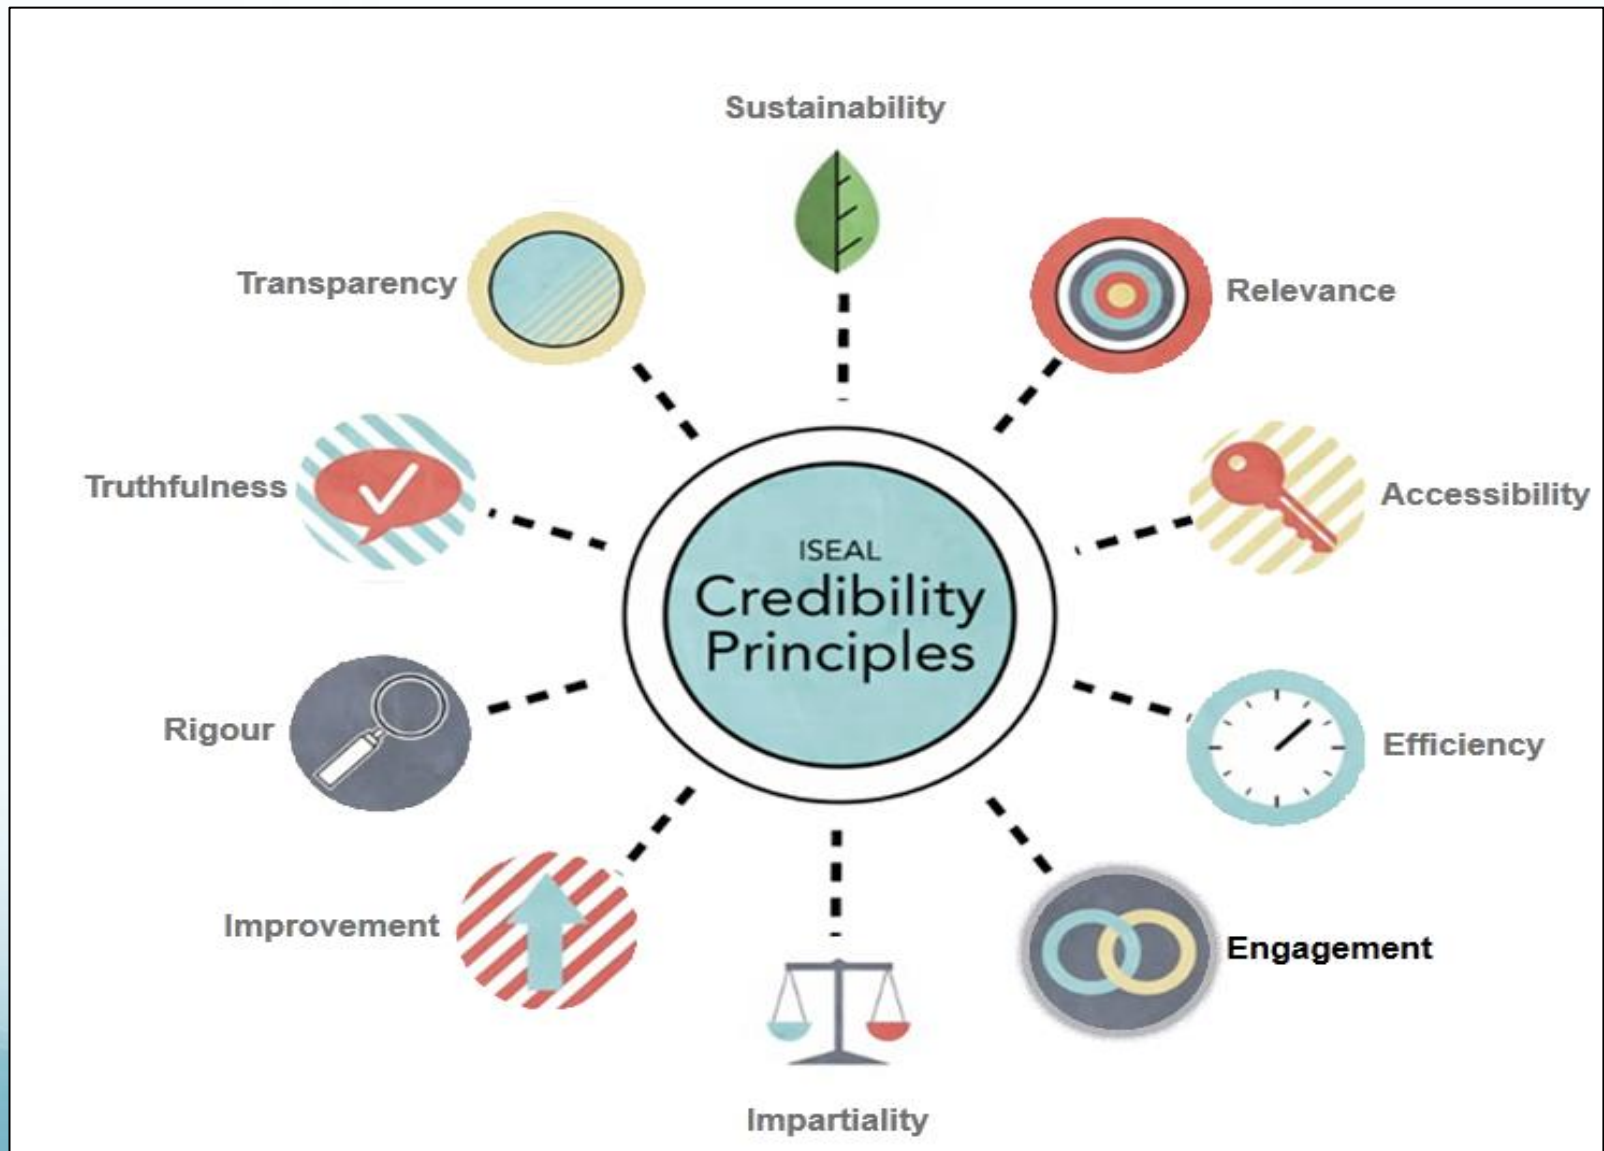 Sustainability
Transparency
Relevance
Truthfulness
Accessibility
ISEAL
Credibility
Principles
Rigour
Efficiency
Improvement
Engagement
Impartiality